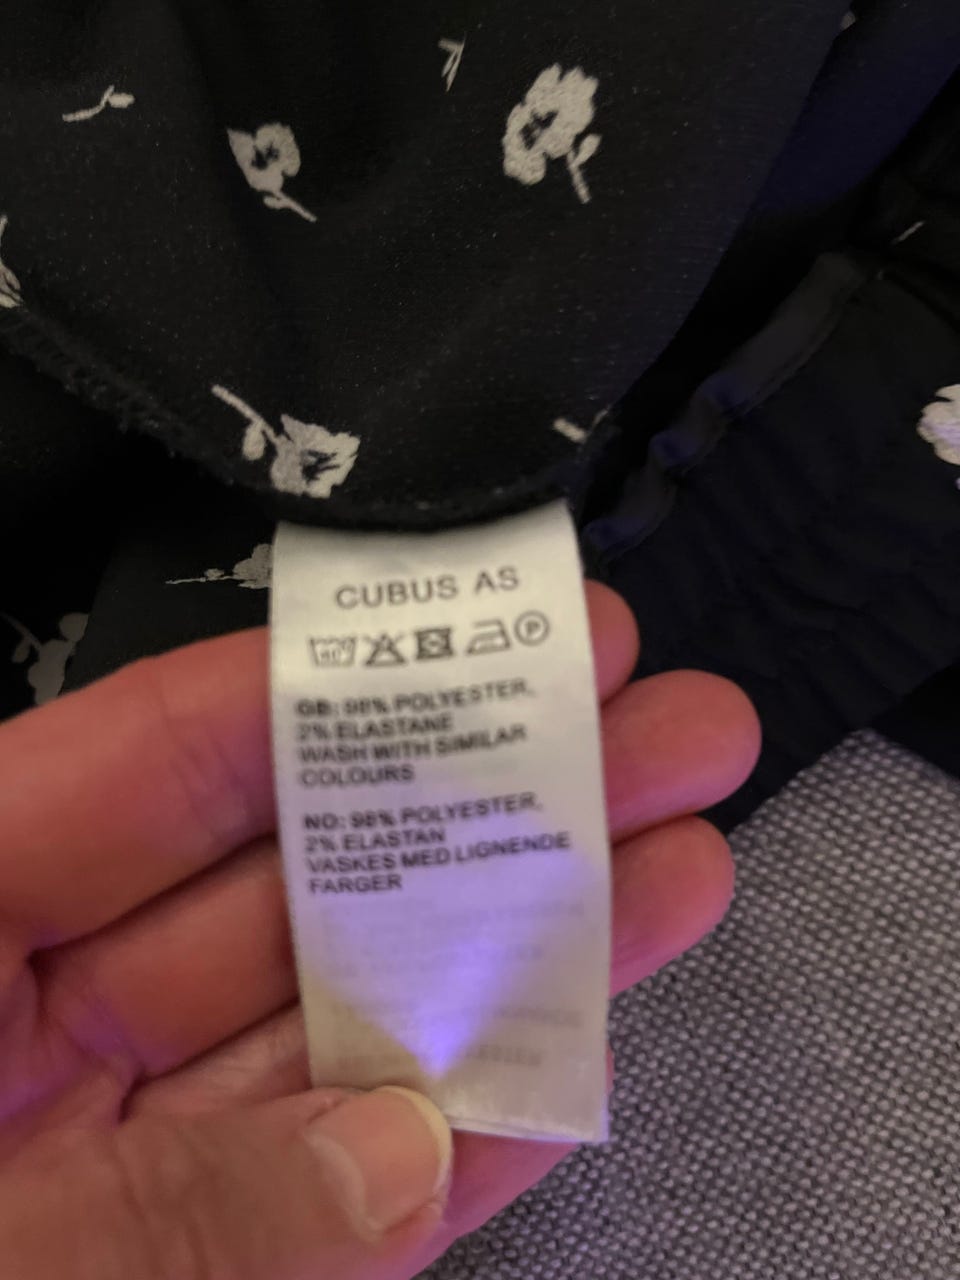 CUBUS AS
40 P
GB: 98% POLYESTER,
2% ELASTANE
WASH WITH SIMILAR
COLOURS
NO: 98% POLYESTER,
2% ELASTAN
VASKES MED LIGNENDE
FARGER